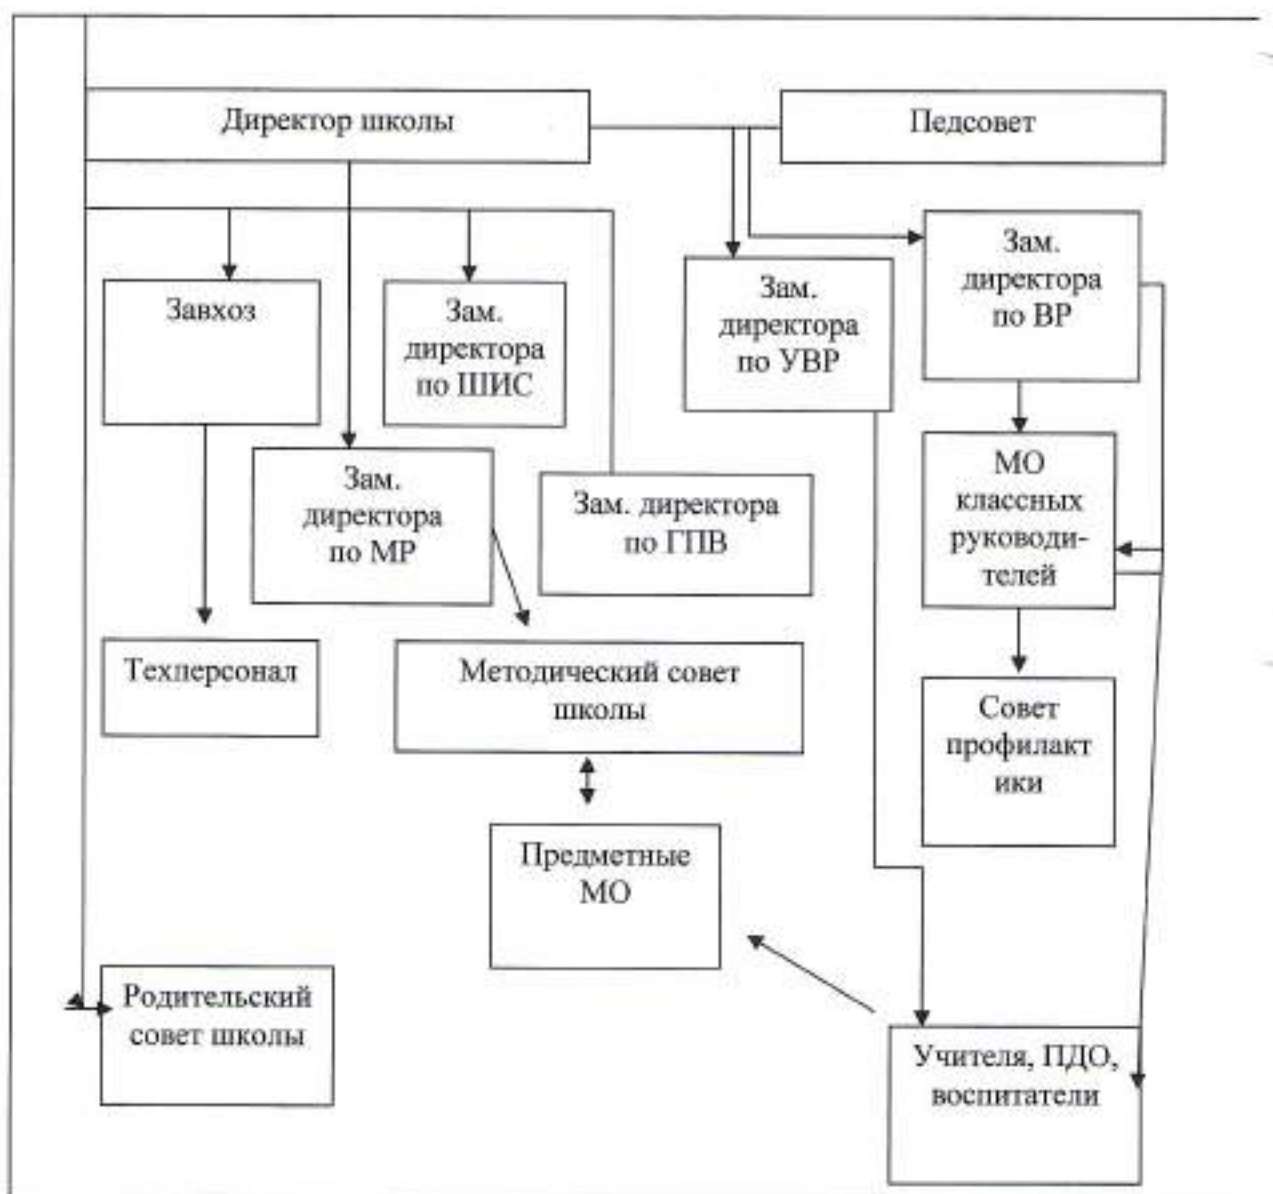 Директор школы
Педсовет
Завхоз
Зам.
директора
по ШИС
Зам.
директора
по УВР
Зам.
директора
по ВР
Зам.
директора
по МР
Зам. директора
по ГПВ
МО
классных
руководи-
телей
Техперсонал
Методический совет
школы
Совет
профилакт
ики
Предметные
МО
Родительский
совет школы
Учителя, ПДО,
воспитатели